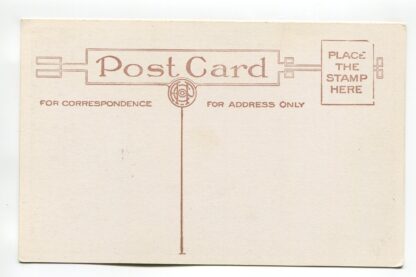 Post Card
PLACE
THE
STAMP
HERE
FOR CORRESPONDENCE
FOR ADDRESS ONLY